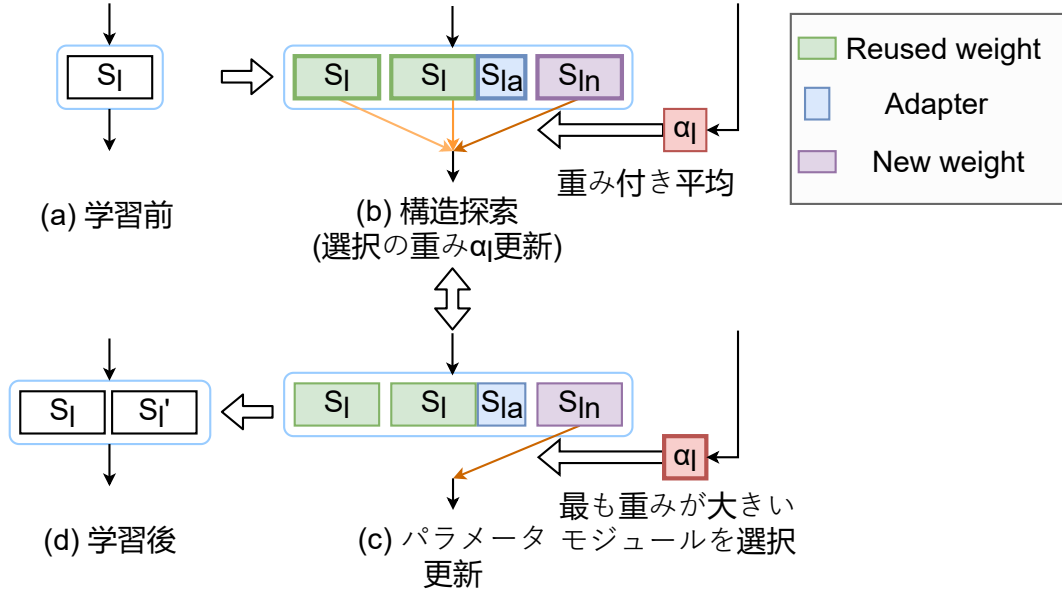 Sl
Sl
Sl
Sla
Sln
αl
重み付き平均
(a) 学習前
(b) 構造探索
(選択の重みαl更新)
Reused weight
Adapter
New weight
Sl
Sl'
Sl
Sl
Sla
Sln
αl
最も重みが大きい
モジュールを選択
(d) 学習後
(c) パラメータ
更新